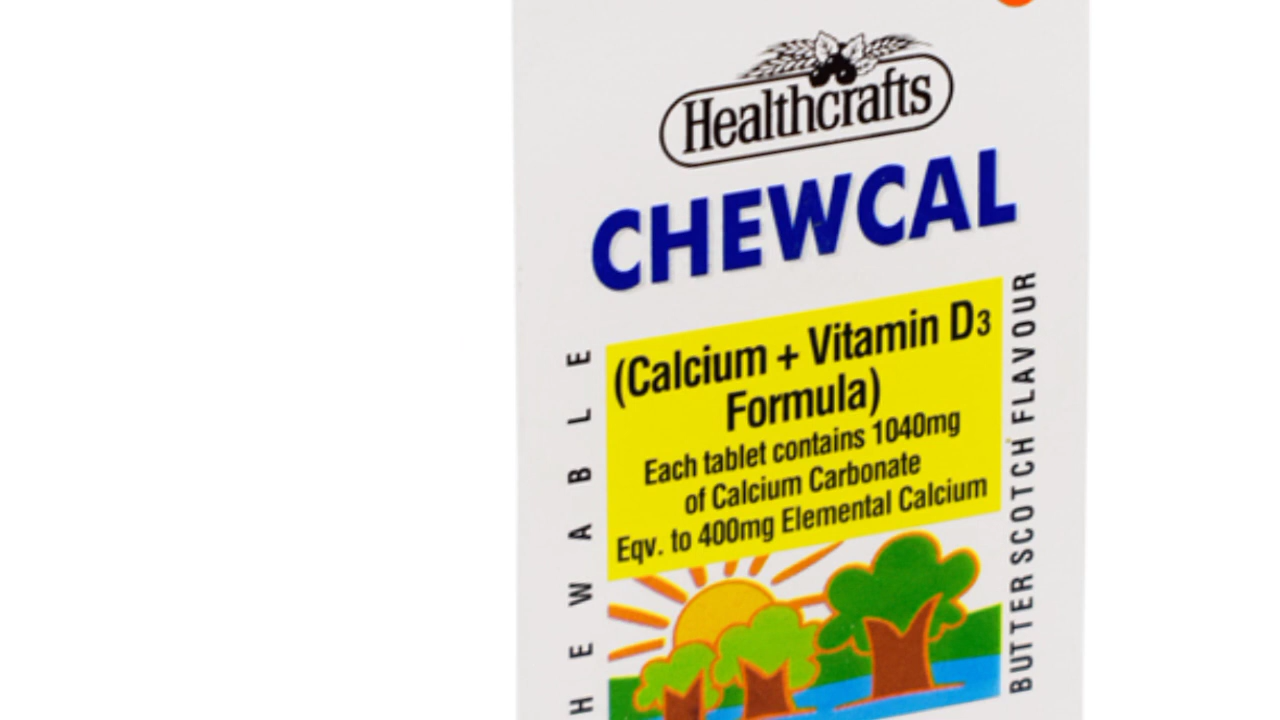 Healthcrafts
CHEWCAL
(Calcium + Vitamin D3
Formula)
Each tablet contains 1040mg
of Calcium Carbonate
Eqv. to 400mg Elemental Calcium
HEWABLE
BUTTERSCOTCH FLAVOUR